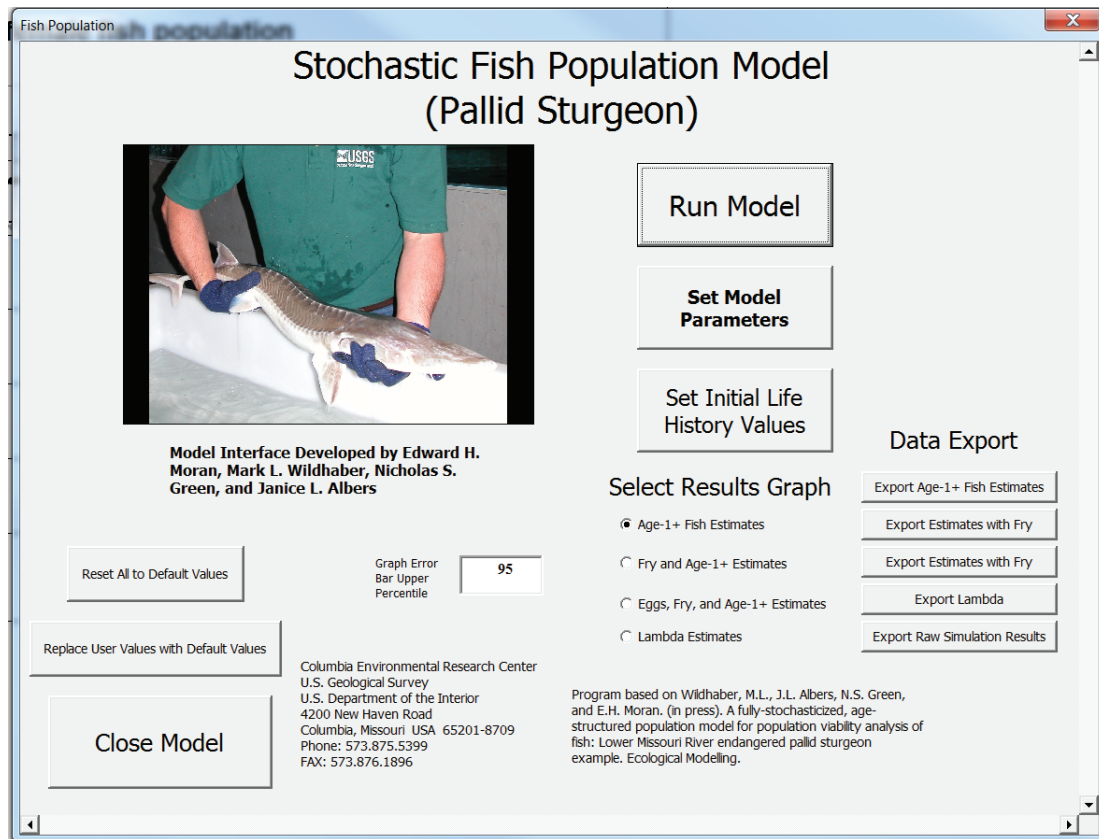 Fish Population
female fish population
Stochastic Fish Population Model
(Pallid Sturgeon)
USGS
Run Model
Set Model
Parameters
Set Initial Life
History Values
Model Interface Developed by Edward H.
Moran, Mark L. Wildhaber, Nicholas S.
Green, and Janice L. Albers
Select Results Graph
Age-1+ Fish Estimates
Fry and Age-1+ Estimates
Eggs, Fry, and Age-1+ Estimates
Lambda Estimates
Data Export
Export Age-1+ Fish Estimates
Export Estimates with Fry
Export Estimates with Fry
Export Lambda
Export Raw Simulation Results
Reset All to Default Values
Graph Error
Bar Upper
Percentile
95
Replace User Values with Default Values
Close Model
Columbia Environmental Research Center
U.S. Geological Survey
U.S. Department of the Interior
4200 New Haven Road
Columbia, Missouri  USA  65201-8709
Phone: 573.875.5399
FAX: 573.876.1896
Program based on Wildhaber, M.L., J.L. Albers, N.S. Green,
and E.H. Moran. (in press). A fully-stochasticized, age-
structured population model for population viability analysis of
fish: Lower Missouri River endangered pallid sturgeon
example. Ecological Modelling.